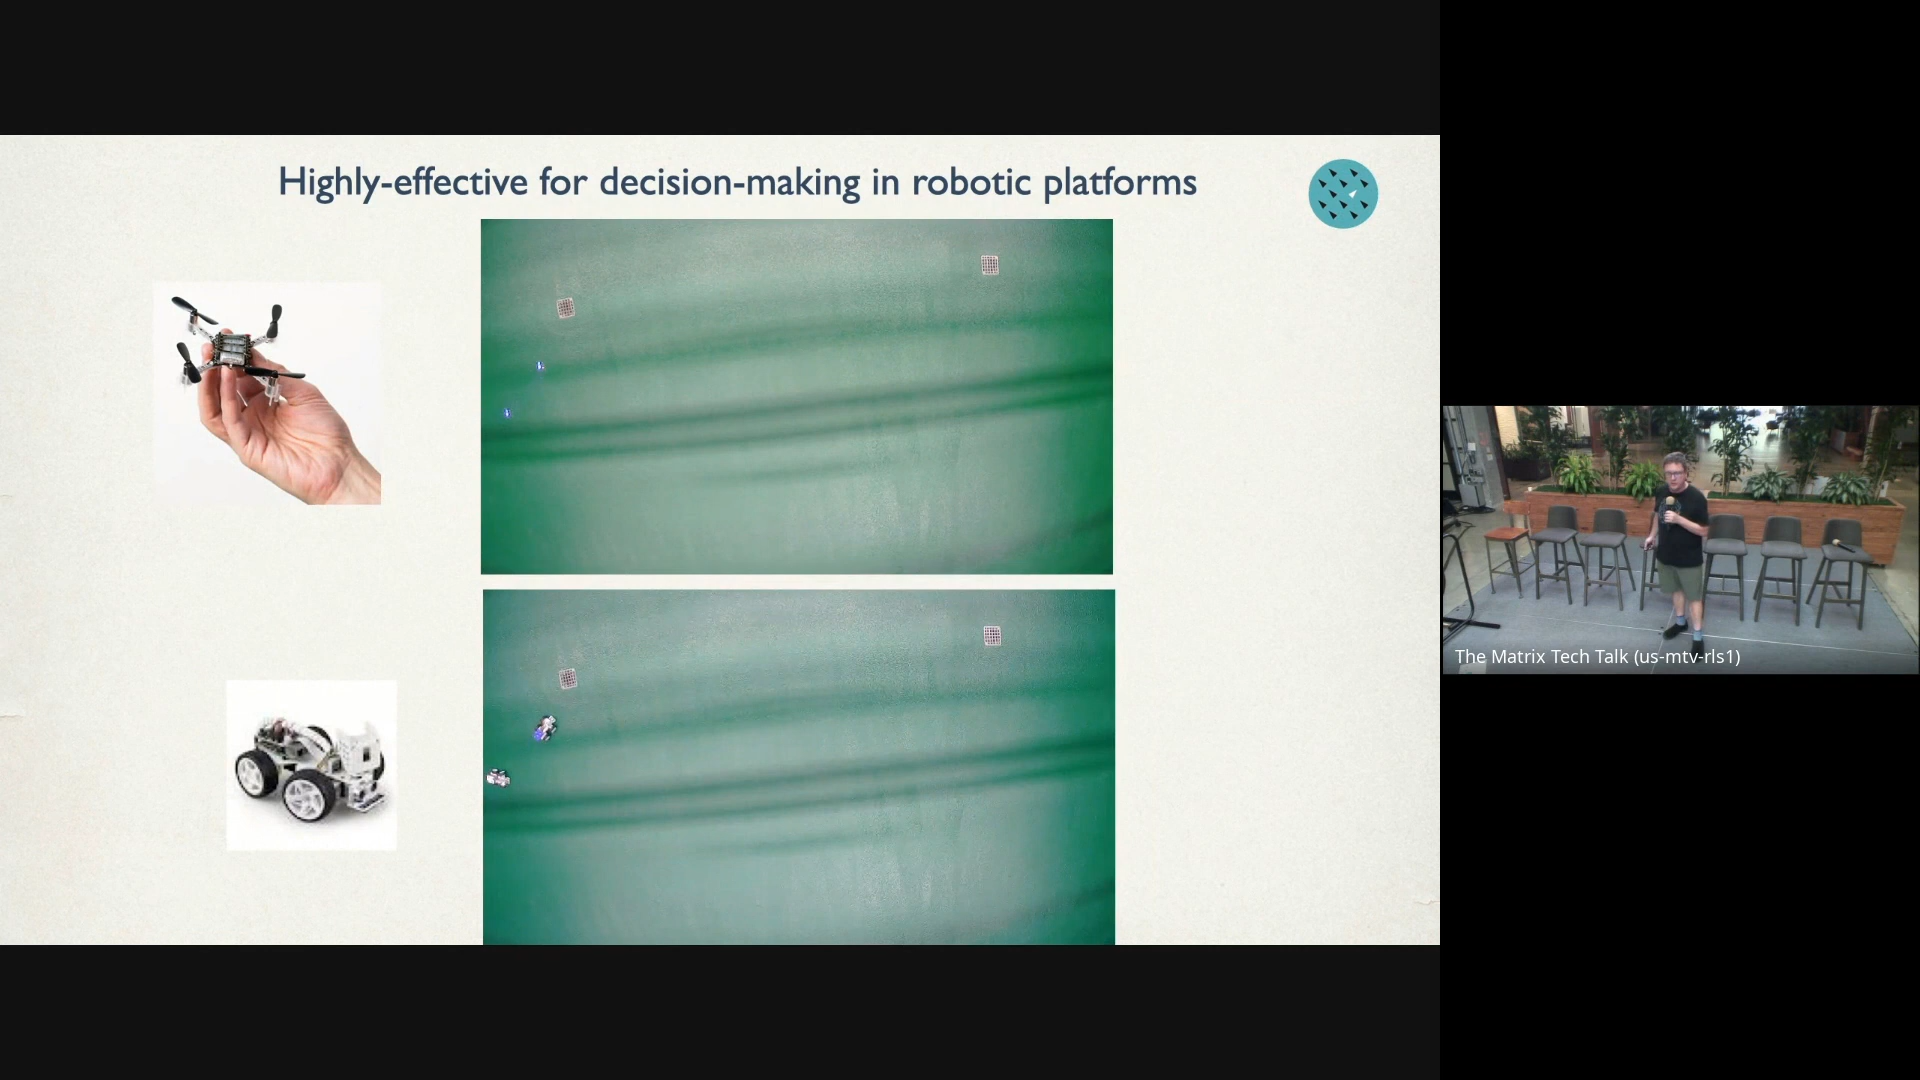 Highly-effective for decision-making in robotic platforms
The Matrix Tech Talk (us-mtv-rls1)